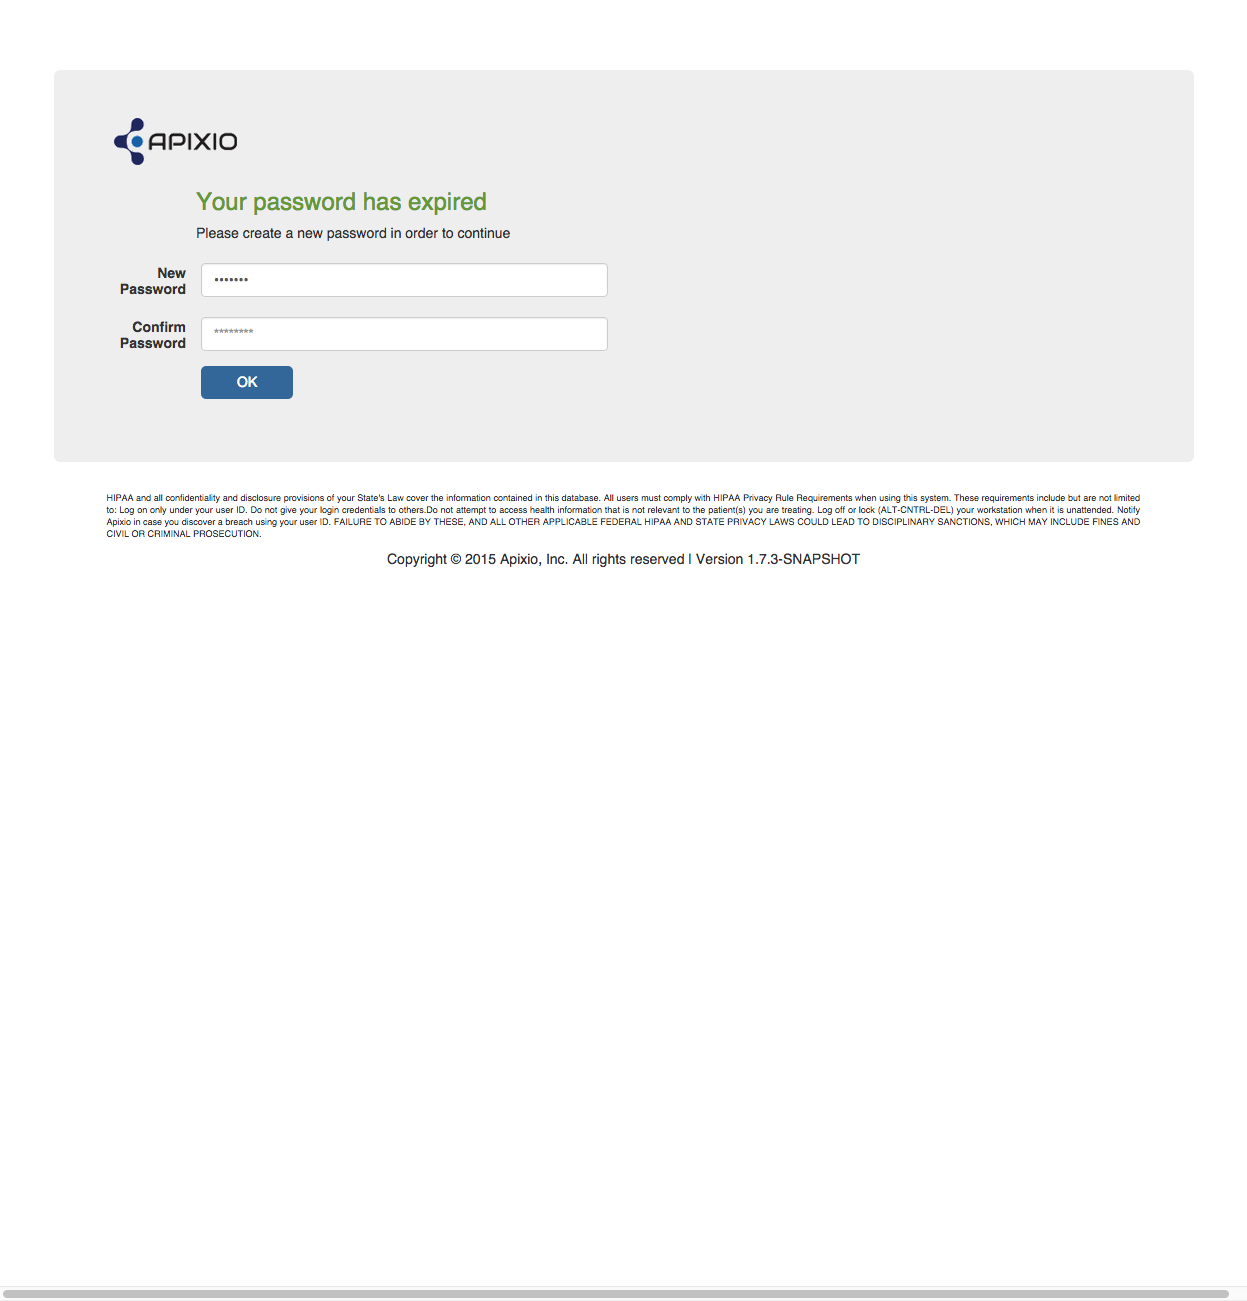 APIXIO
Your password has expired
Please create a new password in order to continue
New
Password
•••••••
Confirm
Password
********
OK
HIPAA and all confidentiality and disclosure provisions of your State's Law cover the information contained in this database. All users must comply with HIPAA Privacy Rule Requirements when using this system. These requirements include but are not limited
to: Log on only under your user ID. Do not give your login credentials to others.Do not attempt to access health information that is not relevant to the patient(s) you are treating. Log off or lock (ALT-CNTRL-DEL) your workstation when it is unattended. Notify
Apixio in case you discover a breach using your user ID. FAILURE TO ABIDE BY THESE, AND ALL OTHER APPLICABLE FEDERAL HIPAA AND STATE PRIVACY LAWS COULD LEAD TO DISCIPLINARY SANCTIONS, WHICH MAY INCLUDE FINES AND
CIVIL OR CRIMINAL PROSECUTION.
Copyright © 2015 Apixio, Inc. All rights reserved | Version 1.7.3-SNAPSHOT